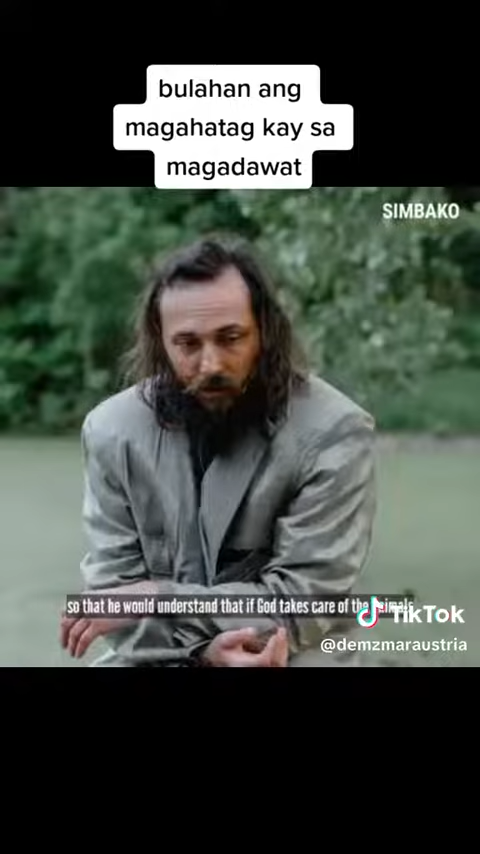 bulahan ang
magahatag kay sa
magadawat
SIMBAKO
so that he would understand that if God takes care of the animals
TikTok
@demzmaraustria